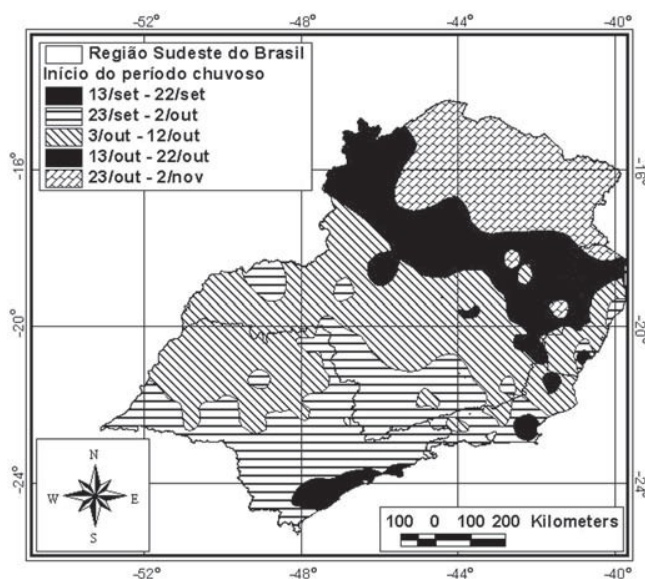 -52° -48° -44° -40°
Região Sudeste do Brasil
Início do período chuvoso
13/set - 22/set
23/set - 2/out
3/out - 12/out
13/out - 22/out
23/out - 2/nov
-16° -16°
-20° -20°
-24° -24°
N
W E
S
100 0 100 200 Kilometers
-52° -48° -44° -40°